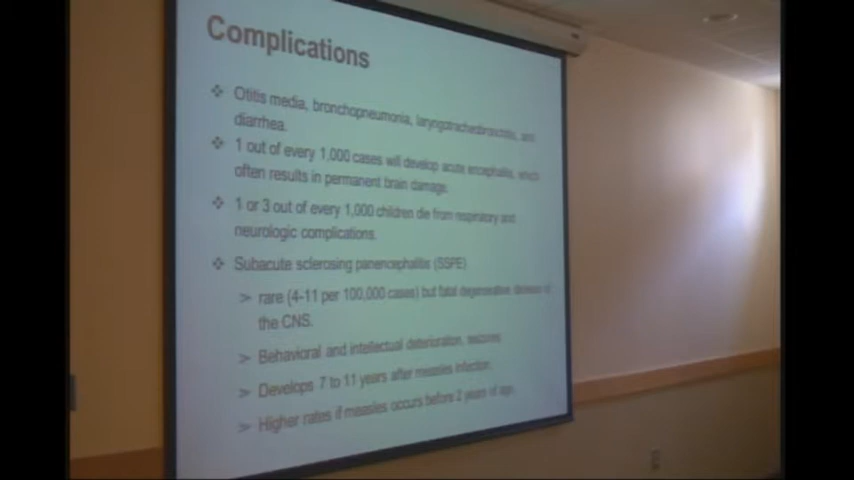 Complications
❖ Otitis media, bronchopneumonia, laryngotracheobronchitis, and
diarrhea.
❖ 1 out of every 1,000 cases will develop acute encephalitis, which
often results in permanent brain damage.
❖ 1 or 3 out of every 1,000 children die from respiratory and
neurologic complications.
❖ Subacute sclerosing panencephalitis (SSPE)
➢ rare (4-11 per 100,000 cases) but fatal degenerative disease of
the CNS.
➢ Behavioral and intellectual deterioration, seizures
➢ Develops 7 to 11 years after measles infection.
➢ Higher rates if measles occurs before 2 years of age.